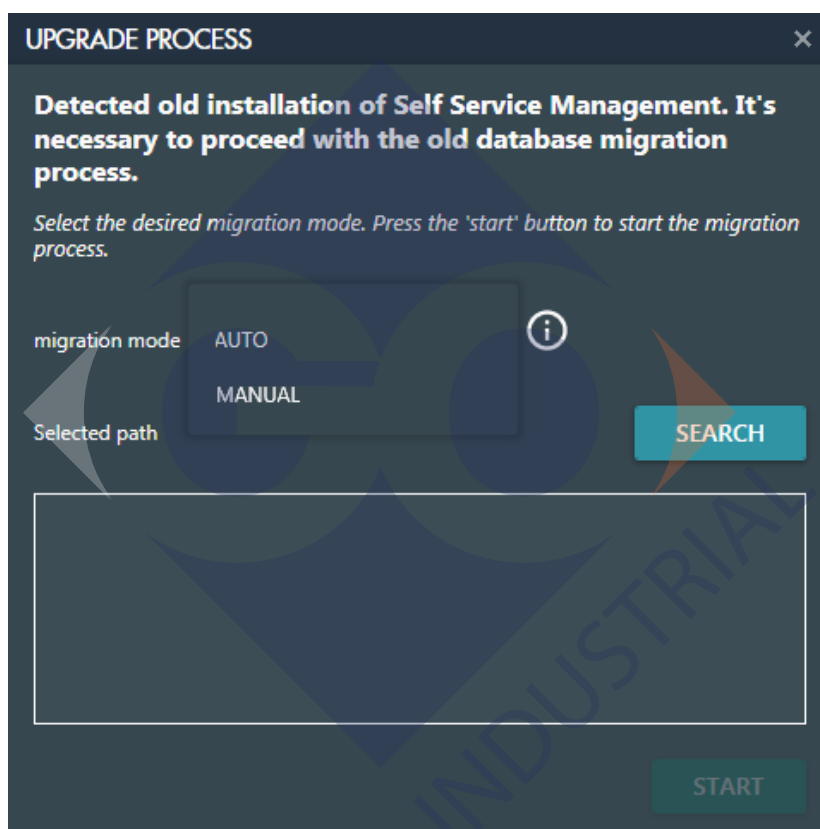 UPGRADE PROCESS
Detected old installation of Self Service Management. It's
necessary to proceed with the old database migration
process.
Select the desired migration mode. Press the 'start' button to start the migration
process.
migration mode
AUTO
MANUAL
Selected path
SEARCH
START
INDUSTRIAL